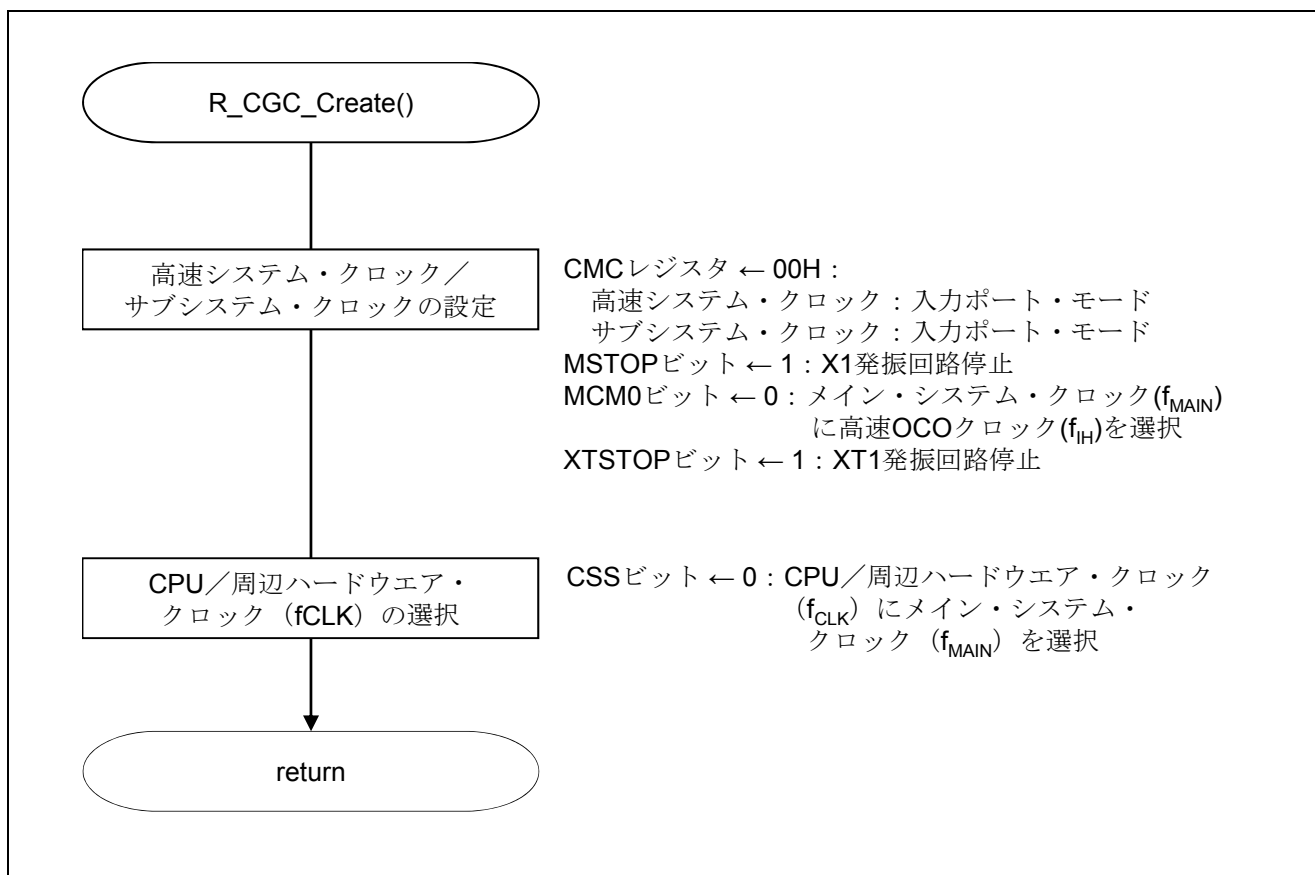 R_CGC_Create()
高速システム・クロック／
サブシステム・クロックの設定
CMCレジスタ ← 00H：
高速システム・クロック：入力ポート・モード
サブシステム・クロック：入力ポート・モード
MSTOPビット ← 1：X1発振回路停止
MCM0ビット ← 0：メイン・システム・クロック(fMAIN)
に高速OCOクロック(fIH)を選択
XTSTOPビット ← 1：XT1発振回路停止
CPU／周辺ハードウエア・
クロック（fCLK）の選択
CSSビット ← 0：CPU／周辺ハードウエア・クロック
（fCLK）にメイン・システム・
クロック（fMAIN）を選択
return